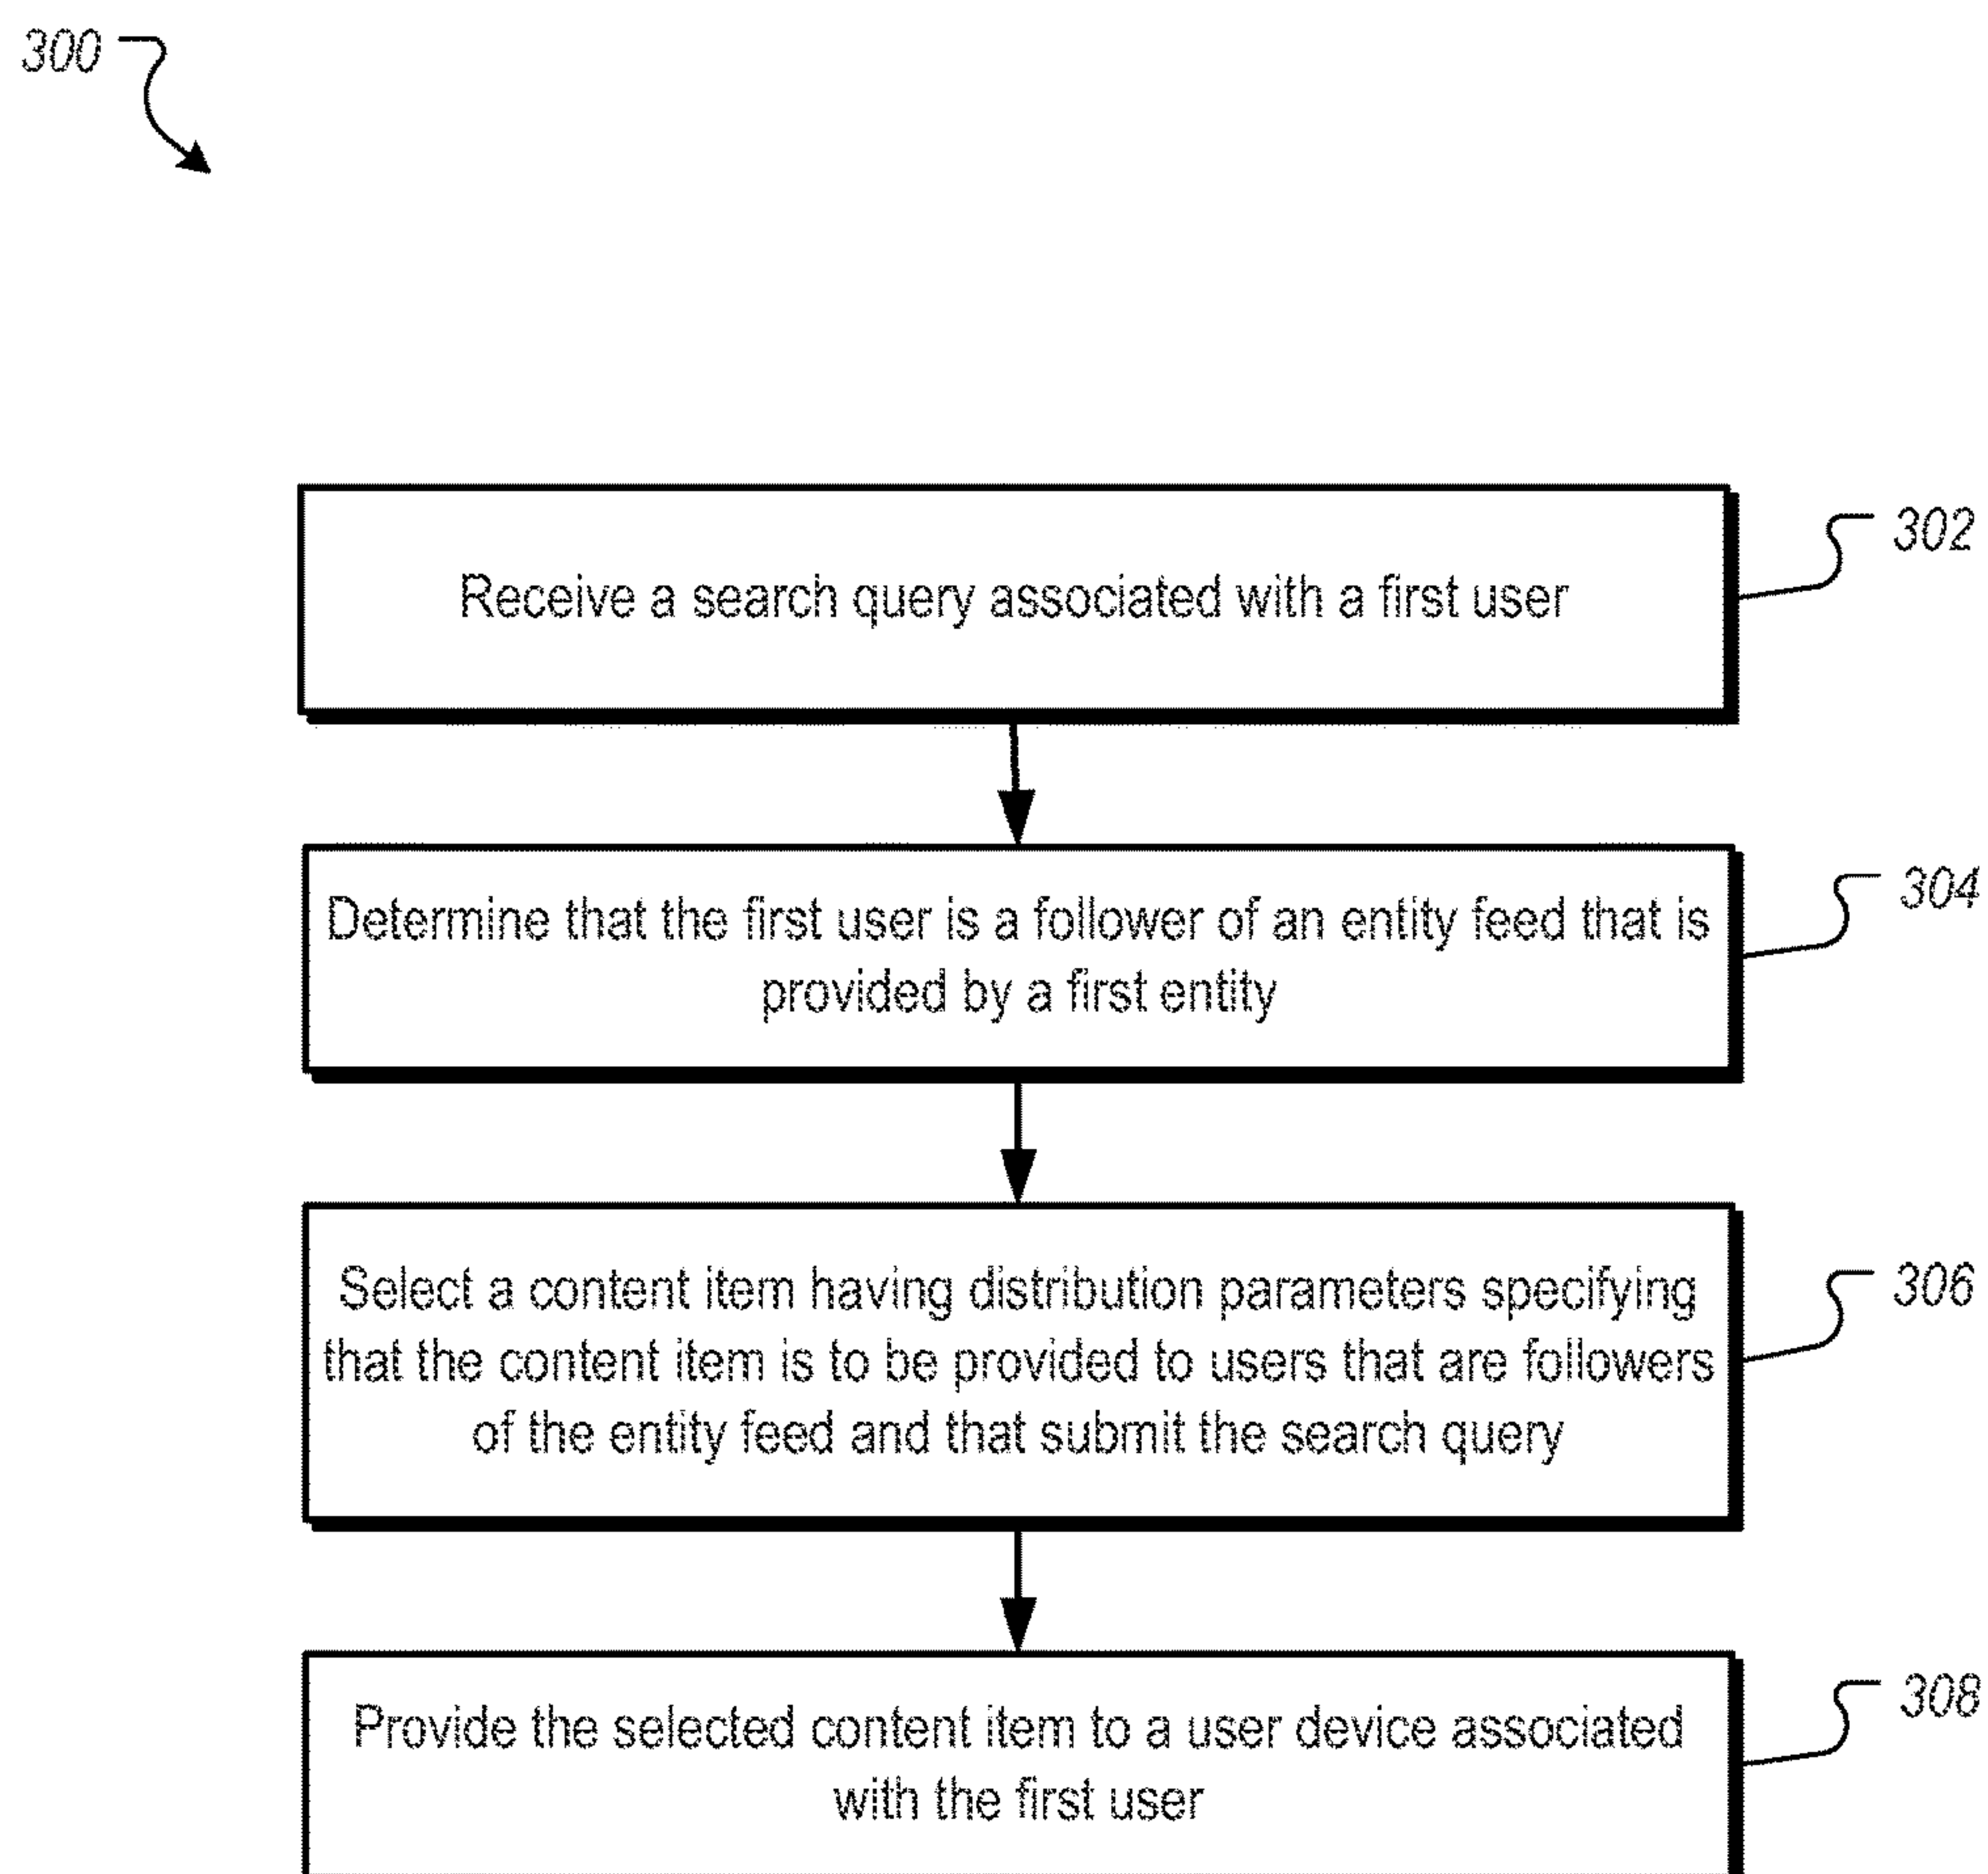 300
Receive a search query associated with a first user
302
Determine that the first user is a follower of an entity feed that is
provided by a first entity
304
Select a content item having distribution parameters specifying
that the content item is to be provided to users that are followers
of the entity feed and that submit the search query
306
Provide the selected content item to a user device associated
with the first user
308